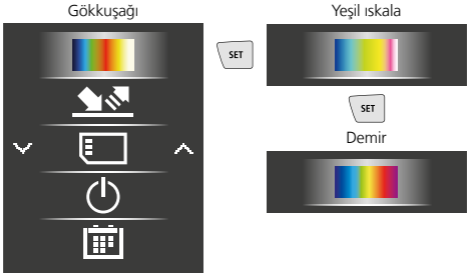 Gökkuşağı
SET
Yeşil ıskala
SET
Demir